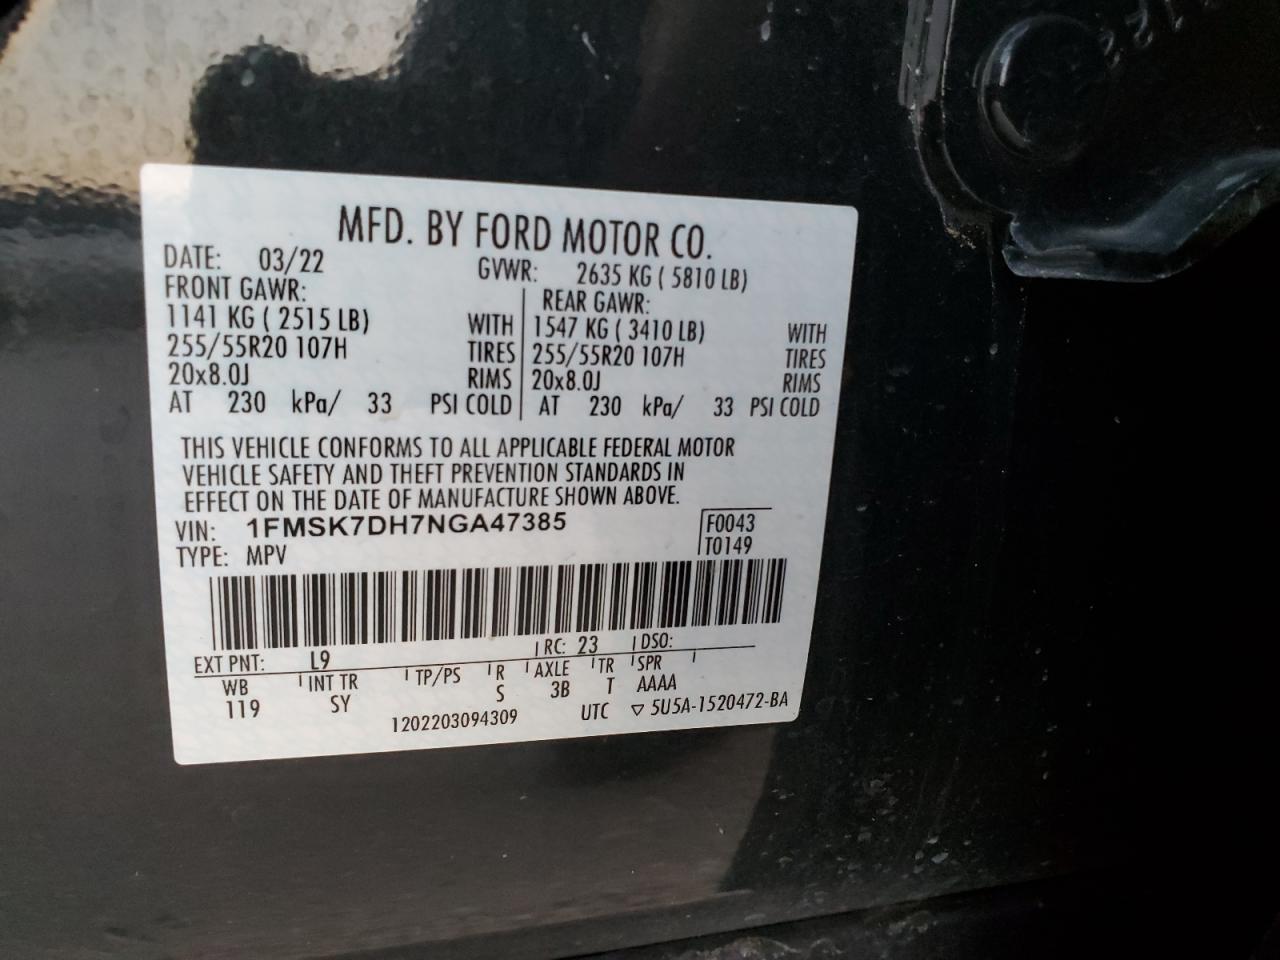 MFD. BY FORD MOTOR CO.
DATE: 03/22 GVWR: 2635 KG ( 5810 LB)
FRONT GAWR: REAR GAWR:
1141 KG ( 2515 LB) WITH 1547 KG ( 3410 LB) WITH
255/55R20 107H TIRES 255/55R20 107H TIRES
20x8.0J RIMS 20x8.0J RIMS
AT 230 kPa/ 33 PSI COLD AT 230 kPa/ 33 PSI COLD
THIS VEHICLE CONFORMS TO ALL APPLICABLE FEDERAL MOTOR
VEHICLE SAFETY AND THEFT PREVENTION STANDARDS IN
EFFECT ON THE DATE OF MANUFACTURE SHOWN ABOVE.
VIN: 1FMSK7DH7NGA47385 F0043
TYPE: MPV T0149
RC: 23 DSO:
EXT PNT: L9
WB INT TR TP/PS R AXLE TR SPR
119 SY S 3B T AAAA
1202203094309 UTC ▽ 5U5A-1520472-BA